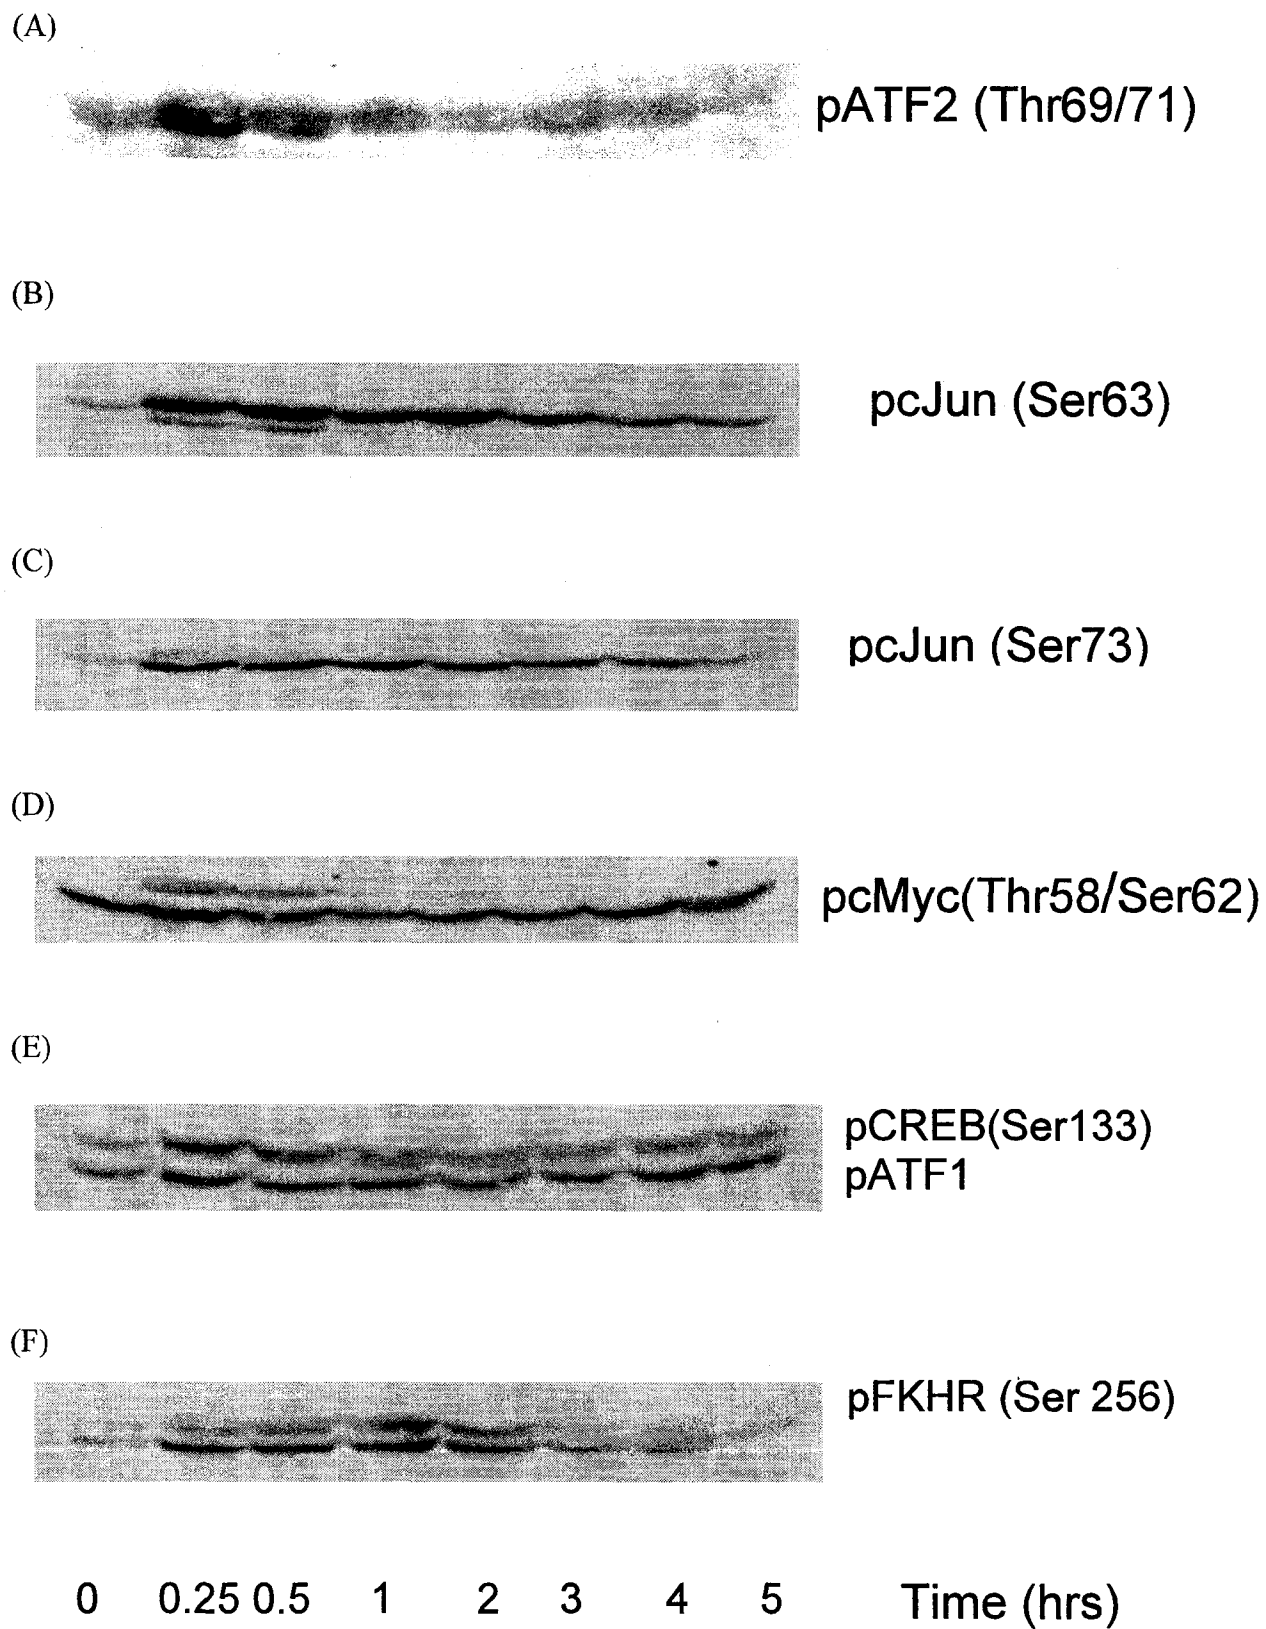 (A)
pATF2 (Thr69/71)
(B)
pcJun (Ser63)
(C)
pcJun (Ser73)
(D)
pcMyc(Thr58/Ser62)
(E)
pCREB(Ser133)
pATF1
(F)
pFKHR (Ser 256)
0 0.25 0.5 1 2 3 4 5 Time (hrs)